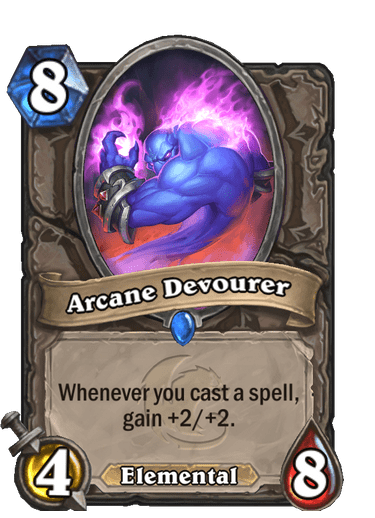 8
Arcane Devourer
Whenever you cast a spell,
gain +2/+2.
4
Elemental
8